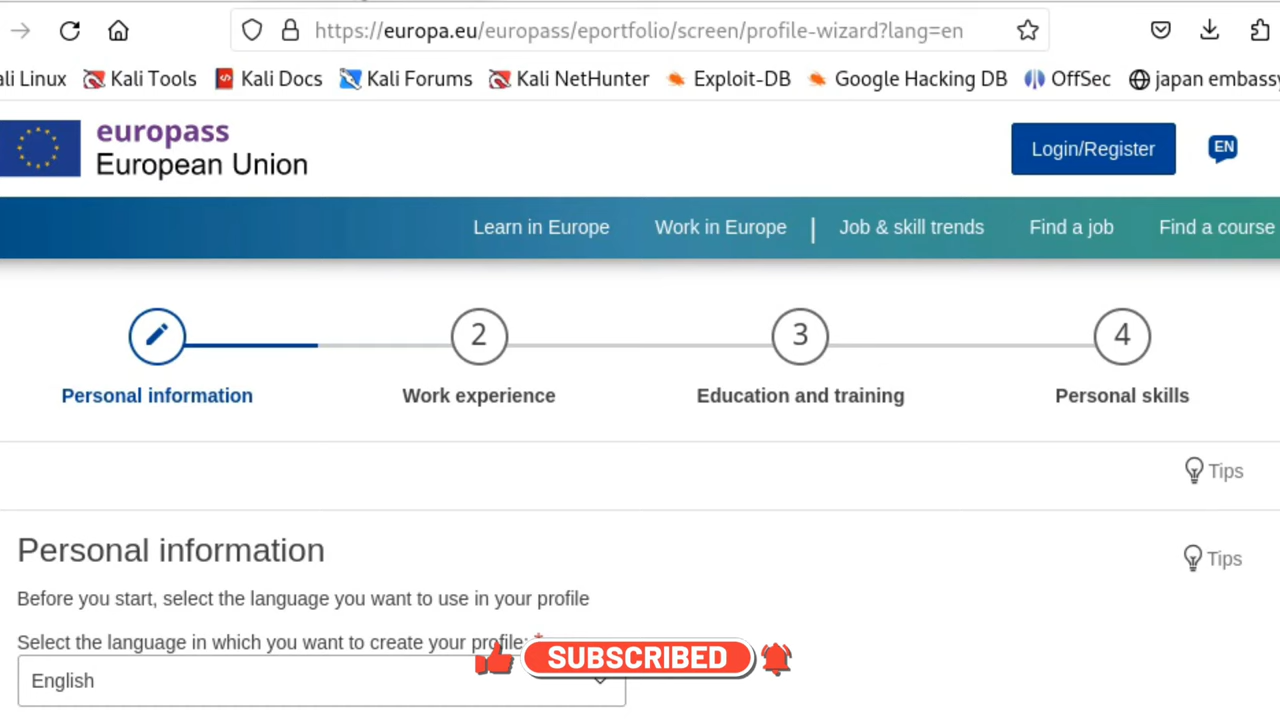 https://europa.eu/europass/eportfolio/screen/profile-wizard?lang=en
ali Linux Kali Tools Kali Docs Kali Forums Kali NetHunter Exploit-DB Google Hacking DB OffSec japan embassy
europass
European Union
Login/Register
EN
Learn in Europe Work in Europe | Job & skill trends Find a job Find a course
2 3 4
Personal information Work experience Education and training Personal skills
Tips
Personal information
Tips
Before you start, select the language you want to use in your profile
Select the language in which you want to create your profile: *
SUBSCRIBED
English